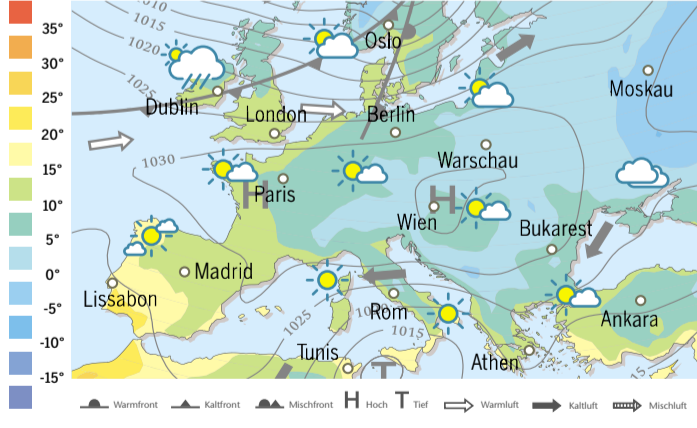 1010
1015
1020
1025
35°
30°
25°
20°
15°
10°
5°
0°
-5°
-10°
-15°
Oslo
Moskau
Dublin
London
Berlin
1030
Warschau
H
Paris
H
Wien
Bukarest
Madrid
Lissabon
Rom
1025
1015
Ankara
Tunis
T
Athen
15
Warmfront
Kaltfront
Mischfront
H Hoch
T Tief
Warmluft
Kaltluft
Mischluft